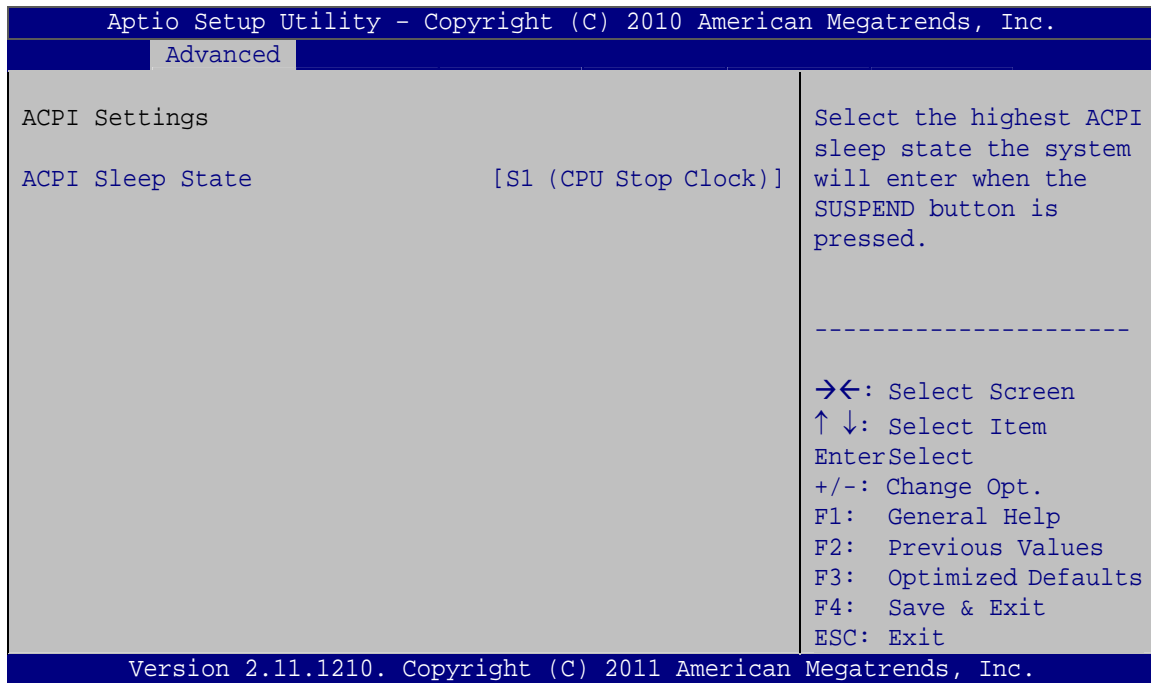 Aptio Setup Utility – Copyright (C) 2010 American Megatrends, Inc.
Advanced
ACPI Settings
ACPI Sleep State [S1 (CPU Stop Clock)]
Select the highest ACPI
sleep state the system
will enter when the
SUSPEND button is
pressed.
----------------------
→←: Select Screen
↑ ↓: Select Item
EnterSelect
+/-: Change Opt.
F1: General Help
F2: Previous Values
F3: Optimized Defaults
F4: Save & Exit
ESC: Exit
Version 2.11.1210. Copyright (C) 2011 American Megatrends, Inc.